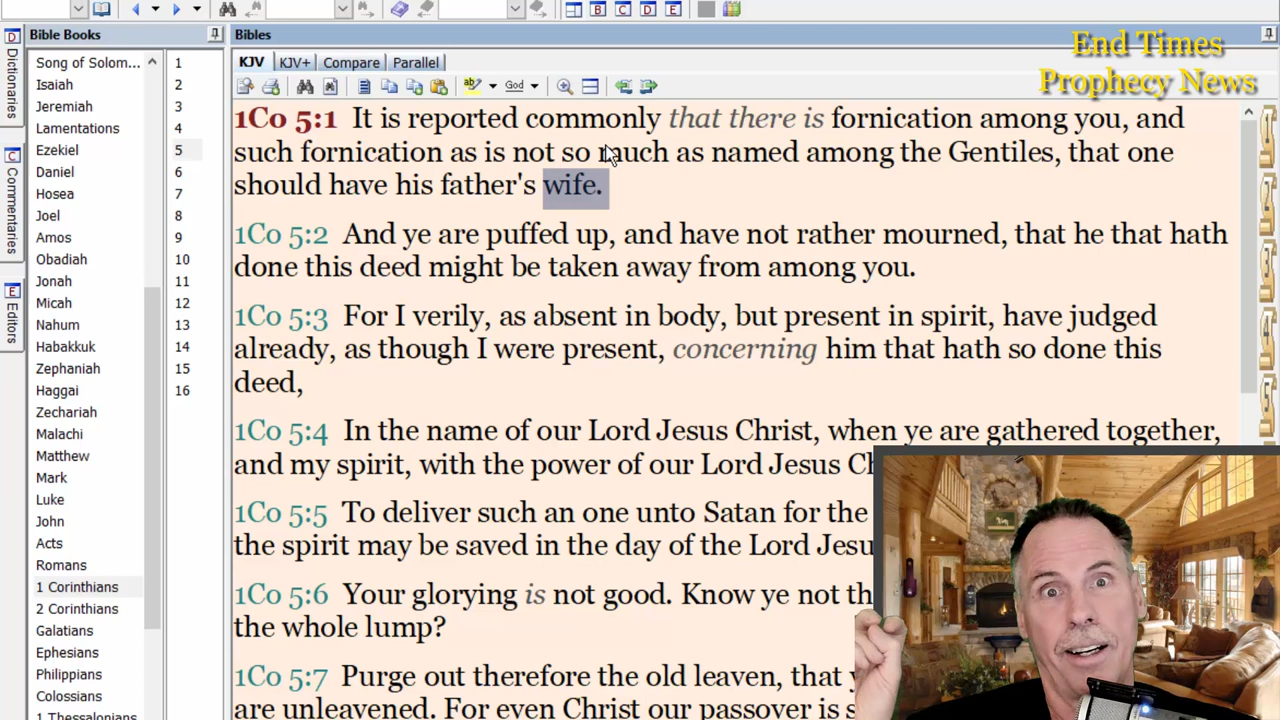 Bible Books
Bibles
End Times
Prophecy News
Dictionaries
Commentaries
Editors
Song of Solom...
Isaiah
Jeremiah
Lamentations
Ezekiel
Daniel
Hosea
Joel
Amos
Obadiah
Jonah
Micah
Nahum
Habakkuk
Zephaniah
Haggai
Zechariah
Malachi
Matthew
Mark
Luke
John
Acts
Romans
1 Corinthians
2 Corinthians
Galatians
Ephesians
Philippians
Colossians
1 Thessalonians
1
2
3
4
5
6
7
8
9
10
11
12
13
14
15
16
B C D E
KJV KJV+ Compare Parallel
God
1Co 5:1 It is reported commonly that there is fornication among you, and
such fornication as is not so much as named among the Gentiles, that one
should have his father's wife.
1Co 5:2 And ye are puffed up, and have not rather mourned, that he that hath
done this deed might be taken away from among you.
1Co 5:3 For I verily, as absent in body, but present in spirit, have judged
already, as though I were present, concerning him that hath so done this
deed,
1Co 5:4 In the name of our Lord Jesus Christ, when ye are gathered together,
and my spirit, with the power of our Lord Jesus
1Co 5:5 To deliver such an one unto Satan for the
the spirit may be saved in the day of the Lord
1Co 5:6 Your glorying is not good. Know ye not
the whole lump?
1Co 5:7 Purge out therefore the old leaven, that
are unleavened. For even Christ our passover is